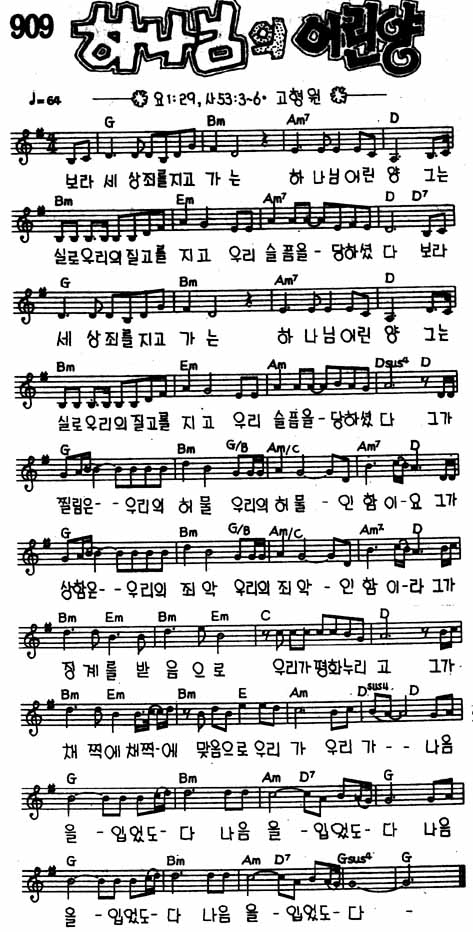 909 하나님의 어린양
♩=64 요1:29, 사53:3~6· 고형원
G Bm Am7 D
보라 세 상 죄를 지고 가 는 하 나님 어린 양 그는
Bm Em Am7 D D7
실로우리의 질고를 지 고 우리 슬픔을 - 당하셨 다 보라
G Bm Am7 D
세 상 죄를 지고 가 는 하 나님 어린 양 그는
Bm Em Am Dsus4 D
실로우리의 질고를 지 고 우리 슬픔을 - 당하셨 다 그가
G Bm G/B Am/C Am7 D
찔림은 - - 우리의 허 물 우리의 허 물 - 인 함 이 - 요 그가
G Bm G/B Am/C Am7 D
상함은 - - 우리의 죄 악 우리의 죄 악 - 인 함 이 - 라 그가
Bm Em Bm Em C D
징 계 를 받 음 으 로 우리가 평화누리 고 그가
Bm Em Bm E Am Dsus4 D
채 찍에 채찍 - 에 맞음으로 우리 가 우리 가 - - 나음
G Bm Am D7
을 - 입었도 - 다 나음 을 - 입었도 - 다 나음
G Bm Am D7 Gsus4 G
을 - 입었도 - 다 나음 을 - 입었도 - 다 -